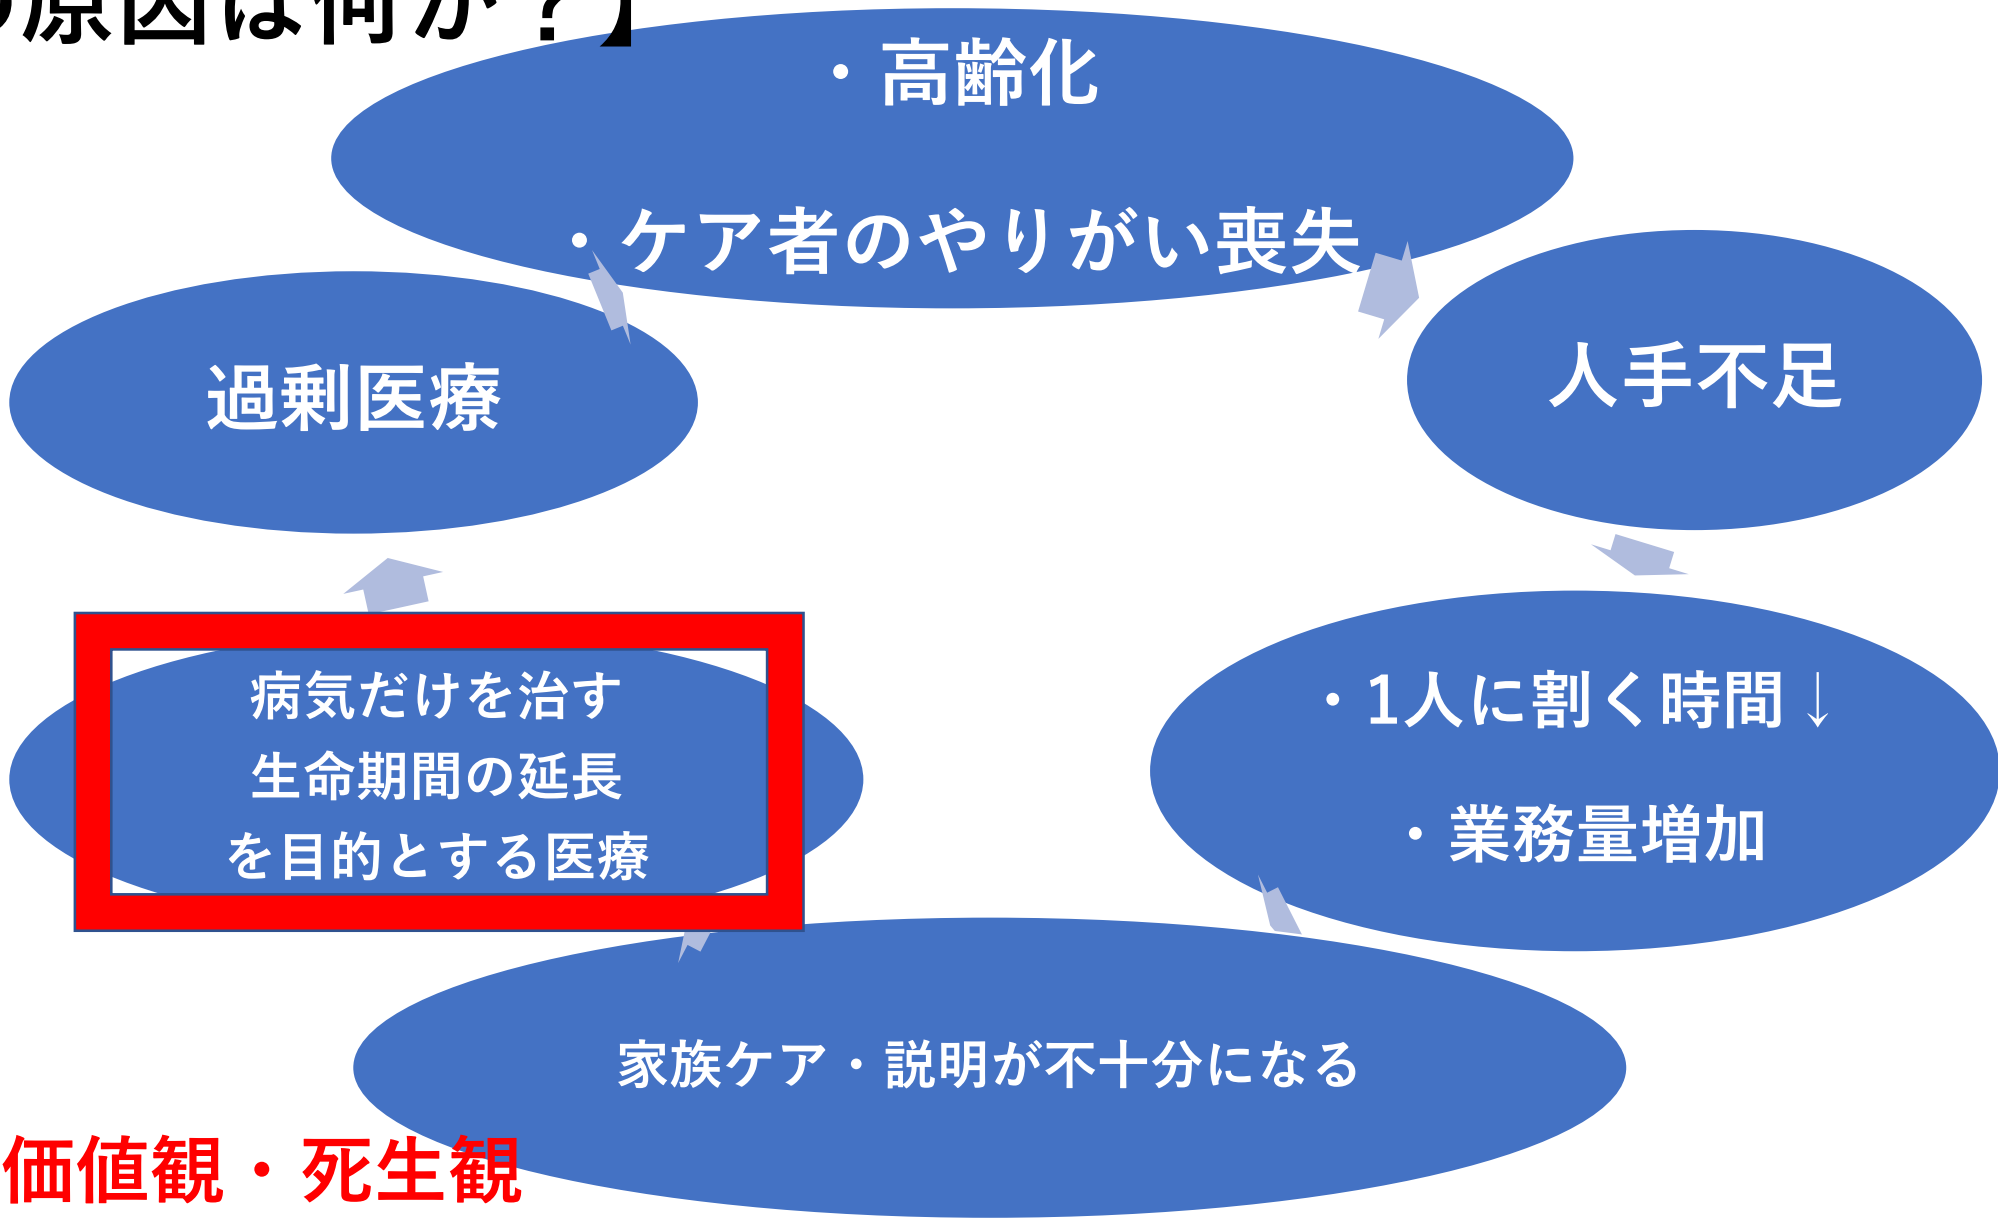 原因は何か？】
・高齢化
・ケア者のやりがい喪失
過剰医療
人手不足
病気だけを治す
生命期間の延長
を目的とする医療
・1人に割く時間↓
・業務量増加
家族ケア・説明が不十分になる
価値観・死生観